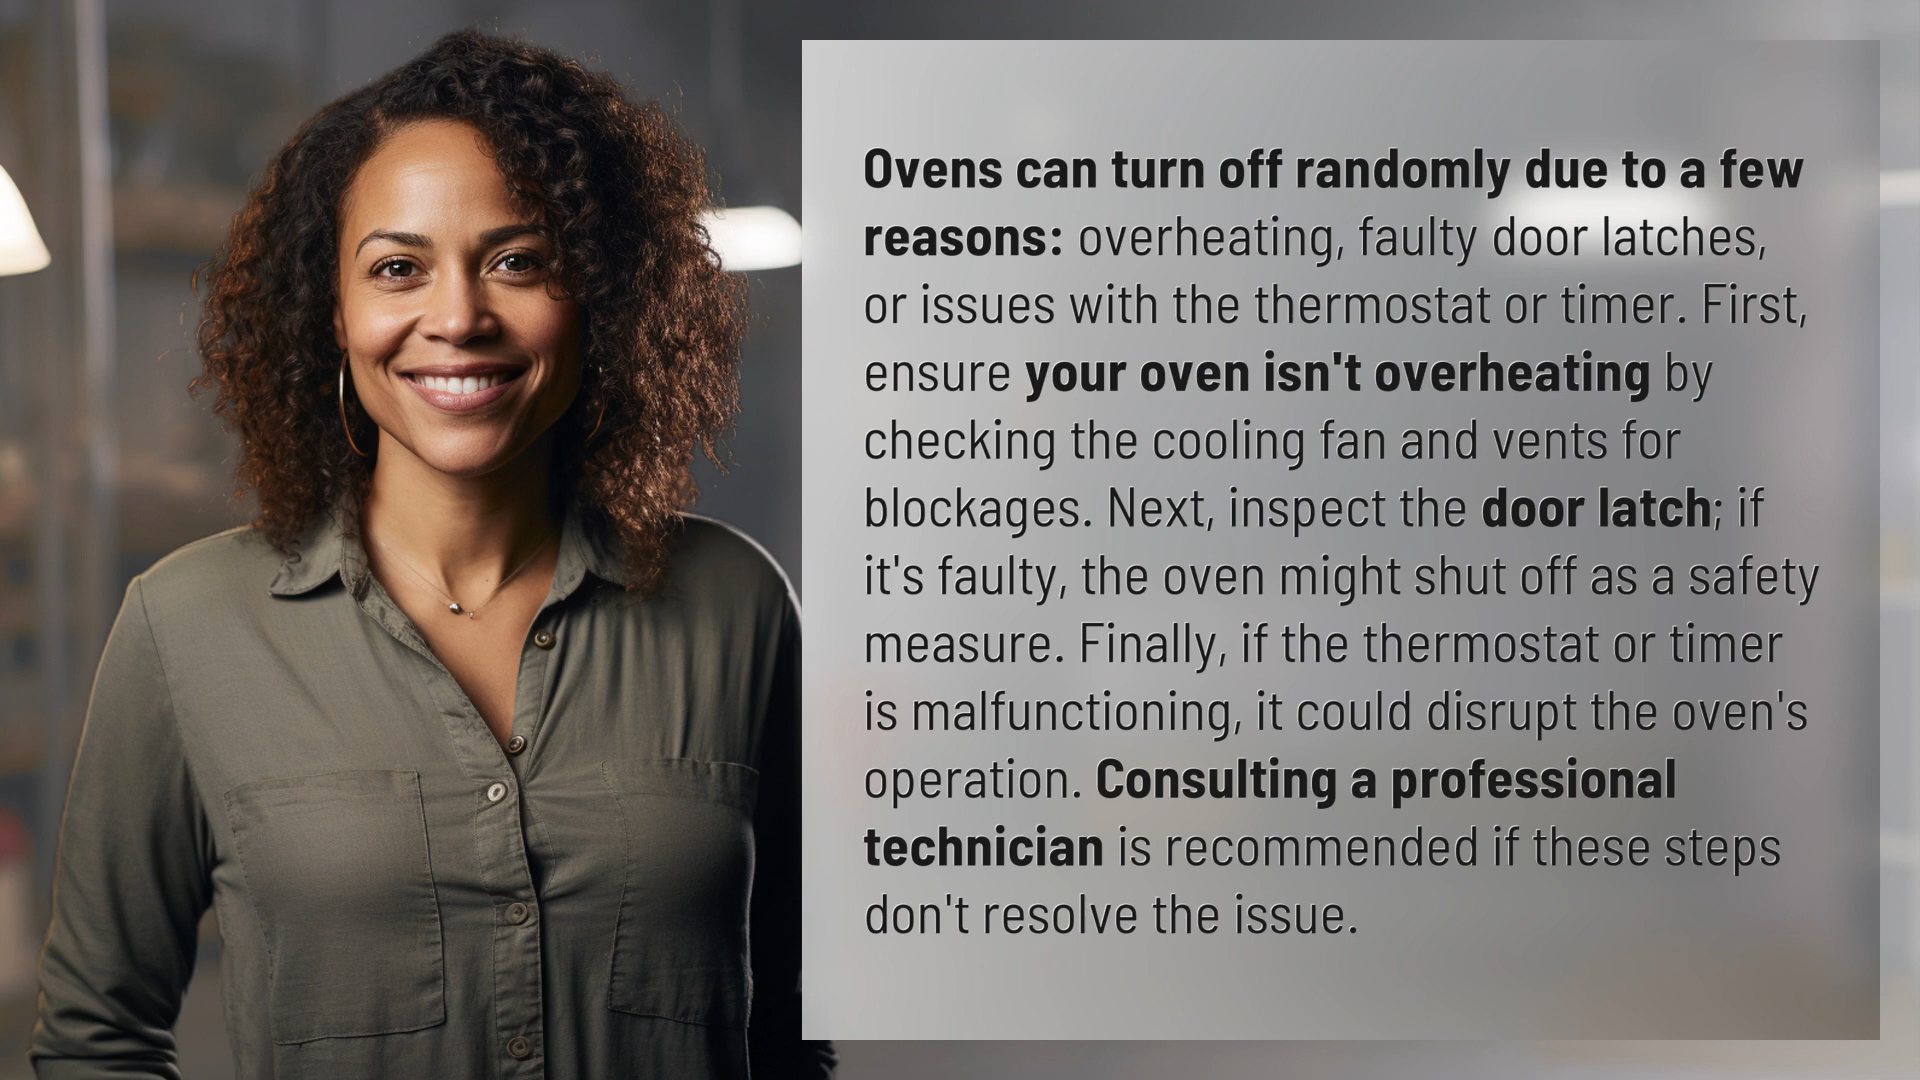 Ovens can turn off randomly due to a few
reasons: overheating, faulty door latches,
or issues with the thermostat or timer. First,
ensure your oven isn't overheating by
checking the cooling fan and vents for
blockages. Next, inspect the door latch; if
it's faulty, the oven might shut off as a safety
measure. Finally, if the thermostat or timer
is malfunctioning, it could disrupt the oven's
operation. Consulting a professional
technician is recommended if these steps
don't resolve the issue.